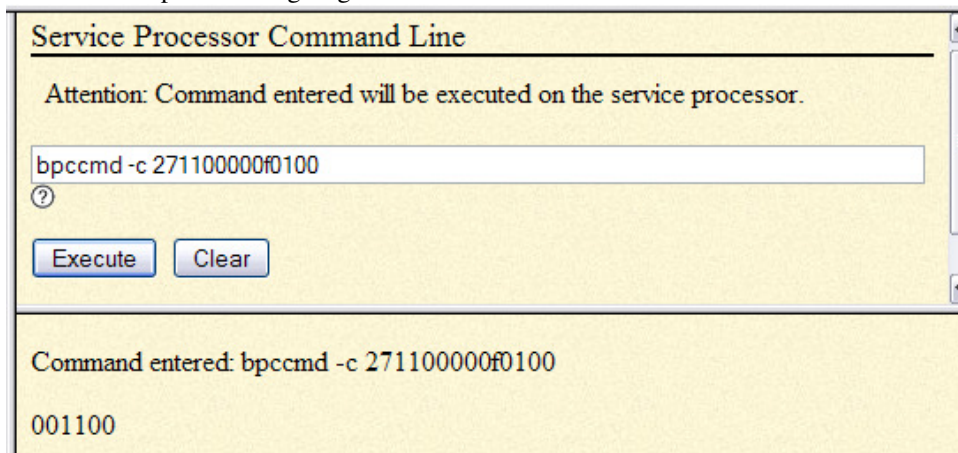 Service Processor Command Line
Attention: Command entered will be executed on the service processor.
bpccmd -c 271100000f0100
?
Execute Clear
Command entered: bpccmd -c 271100000f0100
001100